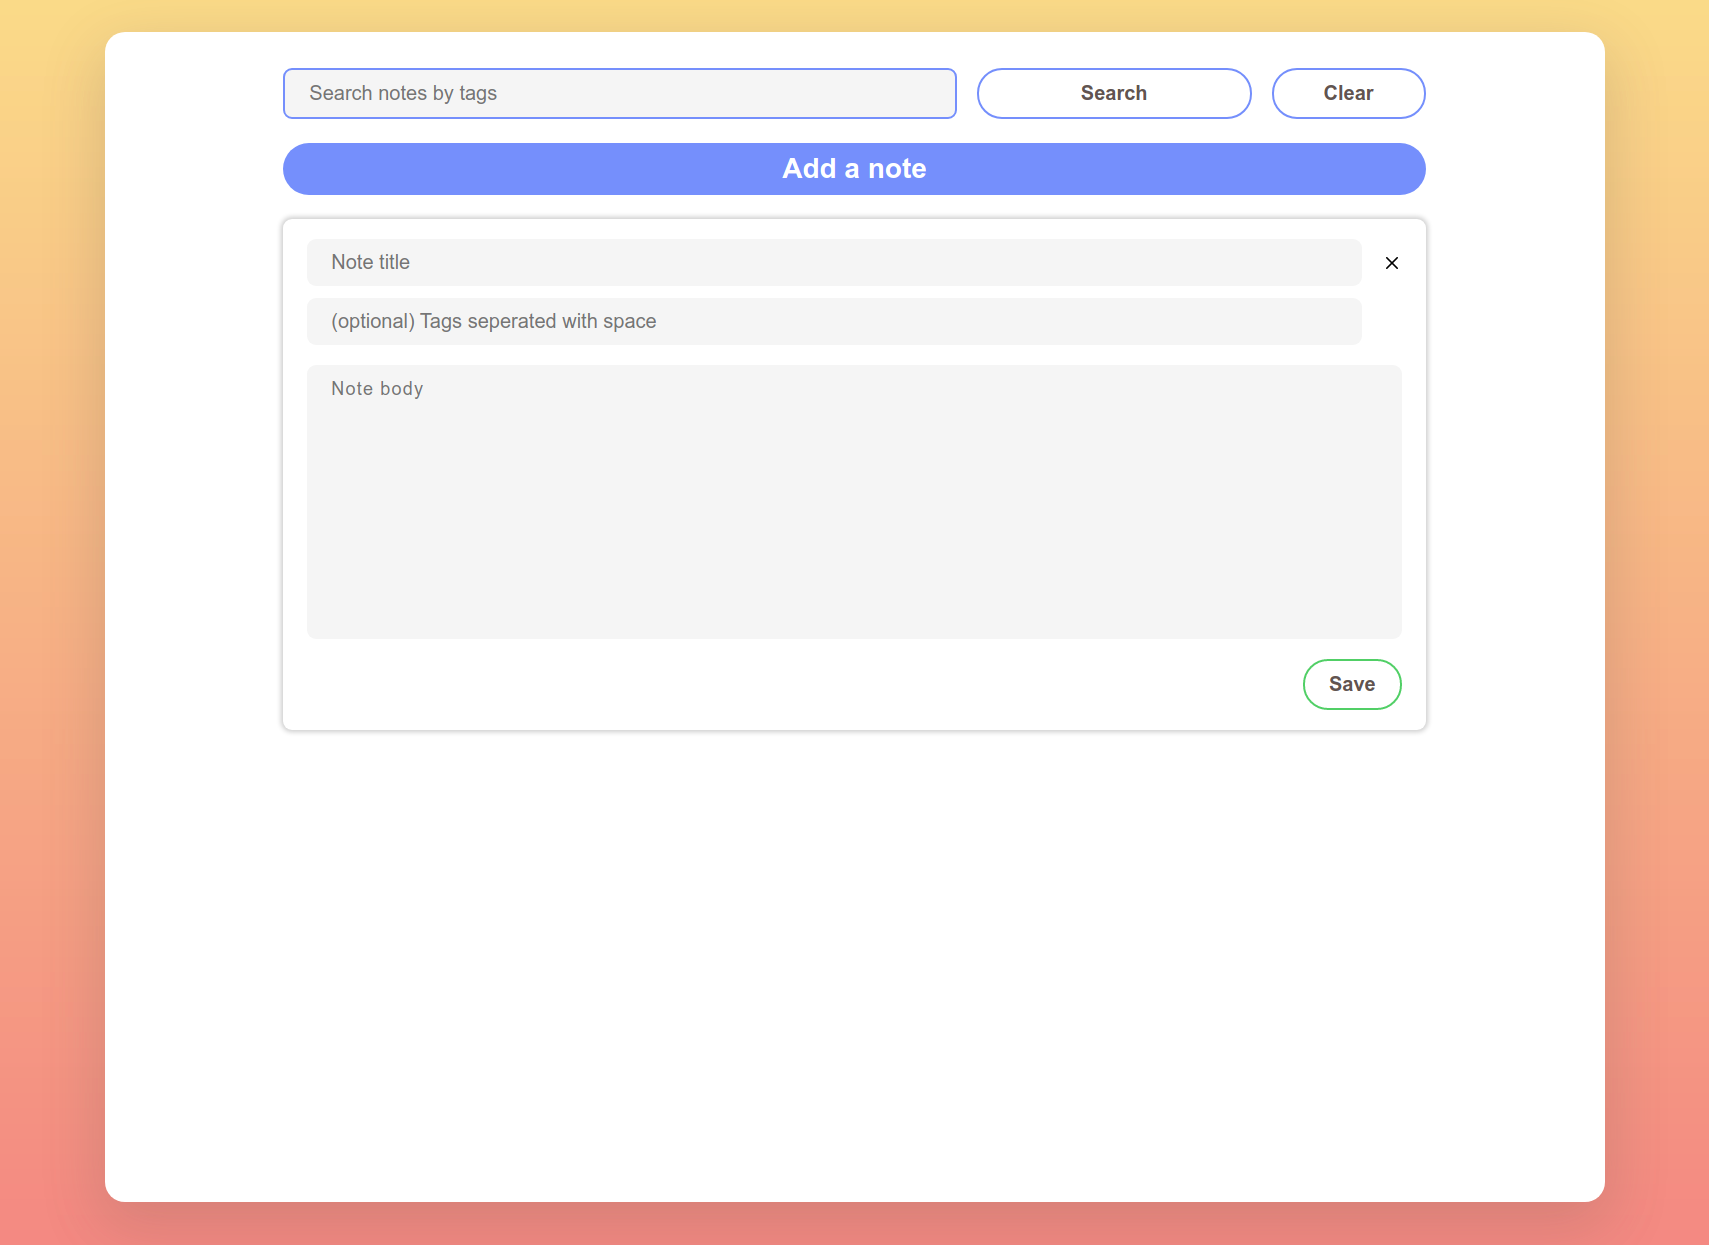 Search notes by tags
Search
Clear
Add a note
Note title
(optional) Tags seperated with space
Note body
Save